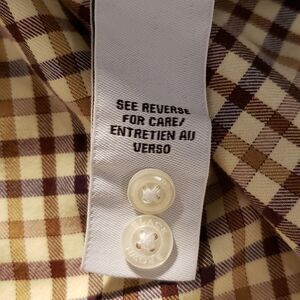 SEE REVERSE
FOR CARE/
ENTRETIEN AU
VERSO